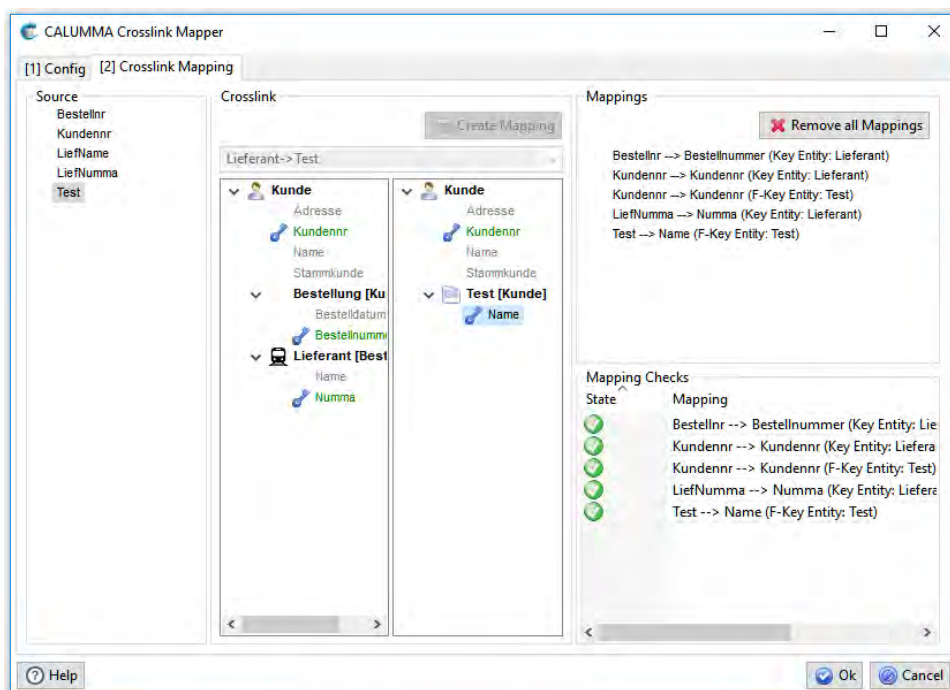 CALUMMA Crosslink Mapper
[1] Config
[2] Crosslink Mapping
Source
Bestellnr
Kundennr
LiefName
LiefNumma
Test
Crosslink
Create Mapping
Lieferant->Test
Kunde
Adresse
Kundennr
Name
Stammkunde
Bestellung [Ku
Bestelldatum
Bestellnumme
Lieferant [Best
Name
Numma
Kunde
Adresse
Kundennr
Name
Stammkunde
Test [Kunde]
Name
Mappings
Remove all Mappings
Bestellnr --> Bestellnummer (Key Entity: Lieferant)
Kundennr --> Kundennr (Key Entity: Lieferant)
Kundennr --> Kundennr (F-Key Entity: Test)
LiefNumma --> Numma (Key Entity: Lieferant)
Test --> Name (F-Key Entity: Test)
Mapping Checks
State Mapping
Bestellnr --> Bestellnummer (Key Entity: Lie
Kundennr --> Kundennr (Key Entity: Liefera
Kundennr --> Kundennr (F-Key Entity: Test)
LiefNumma --> Numma (Key Entity: Liefera
Test --> Name (F-Key Entity: Test)
Help
Ok
Cancel